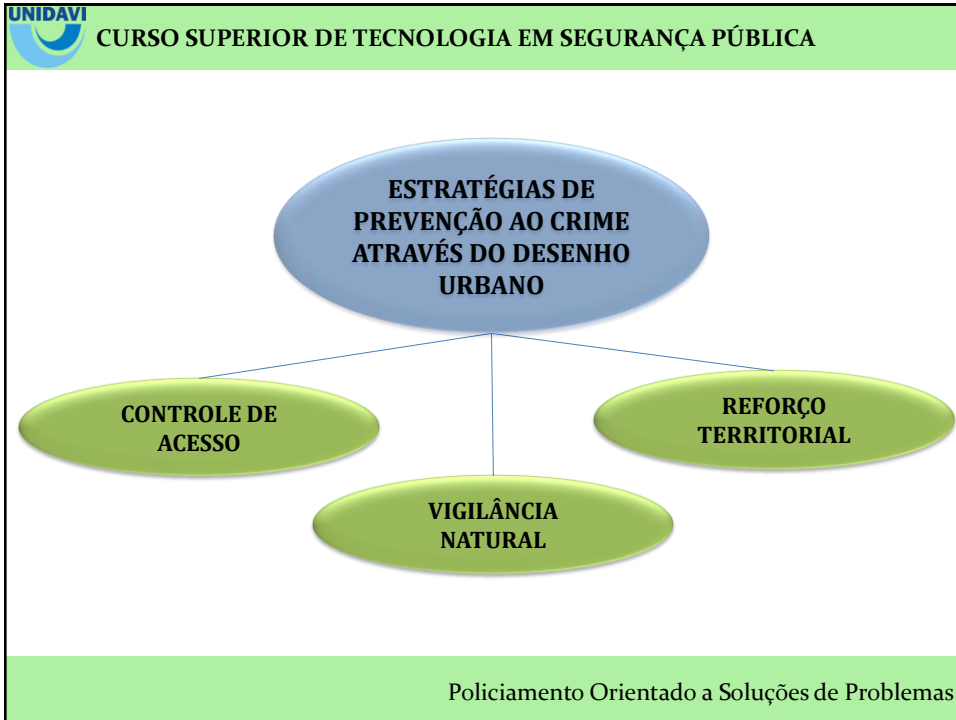 UNIDAVI
CURSO SUPERIOR DE TECNOLOGIA EM SEGURANÇA PÚBLICA
ESTRATÉGIAS DE
PREVENÇÃO AO CRIME
ATRAVÉS DO DESENHO
URBANO
CONTROLE DE
ACESSO
VIGILÂNCIA
NATURAL
REFORÇO
TERRITORIAL
Policiamento Orientado a Soluções de Problemas